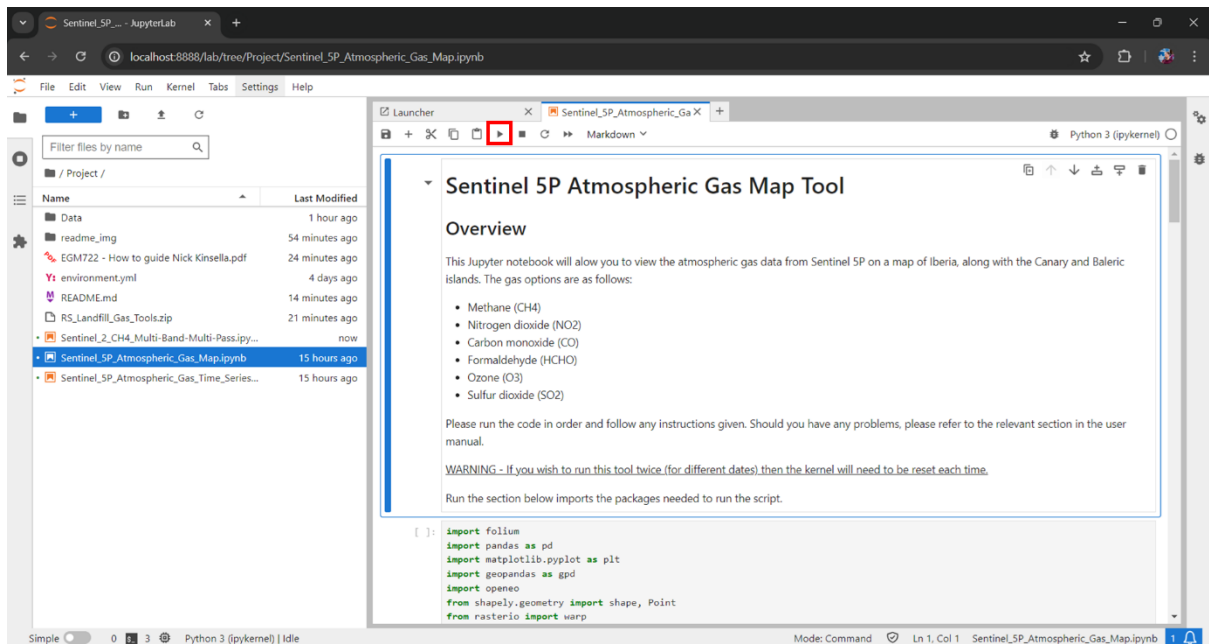 Sentinel_5P_... - JupyterLab
localhost:8888/lab/tree/Project/Sentinel_5P_Atmospheric_Gas_Map.ipynb
File Edit View Run Kernel Tabs Settings Help
Filter files by name
/ Project /
Name Last Modified
Data 1 hour ago
readme_img 54 minutes ago
EGM722 - How to guide Nick Kinsella.pdf 24 minutes ago
Y: environment.yml 4 days ago
README.md 14 minutes ago
RS_Landfill_Gas_Tools.zip 21 minutes ago
Sentinel_2_CH4_Multi-Band-Multi-Pass.ipy... now
Sentinel_5P_Atmospheric_Gas_Map.ipynb 15 hours ago
Sentinel_5P_Atmospheric_Gas_Time_Series... 15 hours ago
Launcher
Sentinel_5P_Atmospheric_Ga
Markdown
Python 3 (ipykernel)
Sentinel 5P Atmospheric Gas Map Tool
Overview
This Jupyter notebook will alow you to view the atmospheric gas data from Sentinel 5P on a map of Iberia, along with the Canary and Baleric
islands. The gas options are as follows:
• Methane (CH4)
• Nitrogen dioxide (NO2)
• Carbon monoxide (CO)
• Formaldehyde (HCHO)
• Ozone (O3)
• Sulfur dioxide (SO2)
Please run the code in order and follow any instructions given. Should you have any problems, please refer to the relevant section in the user
manual.
WARNING - If you wish to run this tool twice (for different dates) then the kernel will need to be reset each time.
Run the section below imports the packages needed to run the script.
[ ]: import folium
import pandas as pd
import matplotlib.pyplot as plt
import geopandas as gpd
import openeo
from shapely.geometry import shape, Point
from rasterio import warp
Simple 0 3 Python 3 (ipykernel) | Idle
Mode: Command Ln 1, Col 1 Sentinel_5P_Atmospheric_Gas_Map.ipynb 1